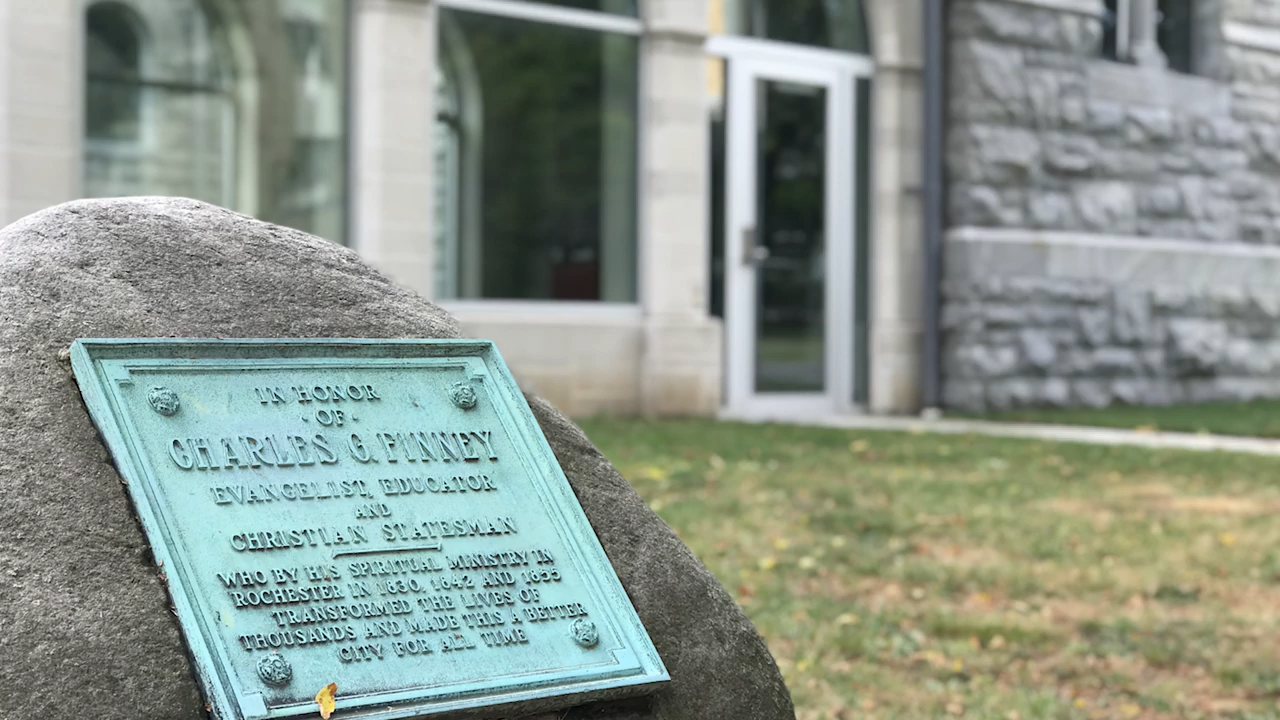 IN HONOR
·OF·
CHARLES G. FINNEY
EVANGELIST, EDUCATOR
AND
CHRISTIAN STATESMAN
WHO BY HIS SPIRITUAL MINISTRY IN
ROCHESTER IN 1830, 1842 AND 1855
TRANSFORMED THE LIVES OF
THOUSANDS AND MADE THIS A BETTER
CITY FOR ALL TIME